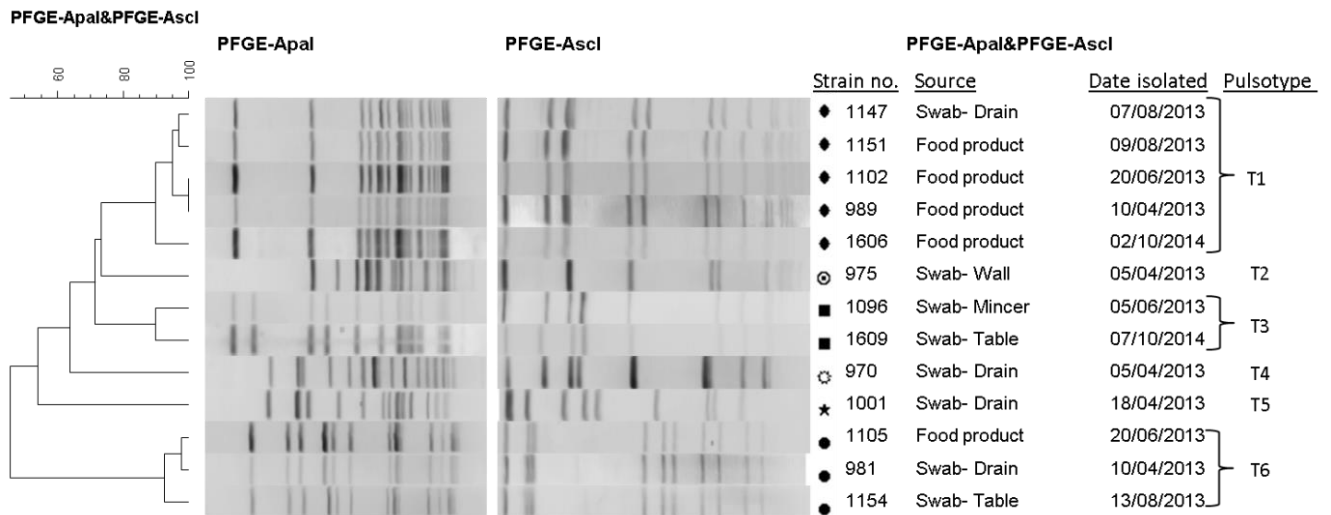 PFGE-ApaI&PFGE-AscI
PFGE-ApaI PFGE-AscI PFGE-ApaI&PFGE-AscI
60 80 100
Strain no. Source Date isolated Pulsotype
1147 Swab- Drain 07/08/2013
1151 Food product 09/08/2013
1102 Food product 20/06/2013 T1
989 Food product 10/04/2013
1606 Food product 02/10/2014
975 Swab- Wall 05/04/2013 T2
1096 Swab- Mincer 05/06/2013
T3
1609 Swab- Table 07/10/2014
970 Swab- Drain 05/04/2013 T4
1001 Swab- Drain 18/04/2013 T5
1105 Food product 20/06/2013
981 Swab- Drain 10/04/2013 T6
1154 Swab- Table 13/08/2013